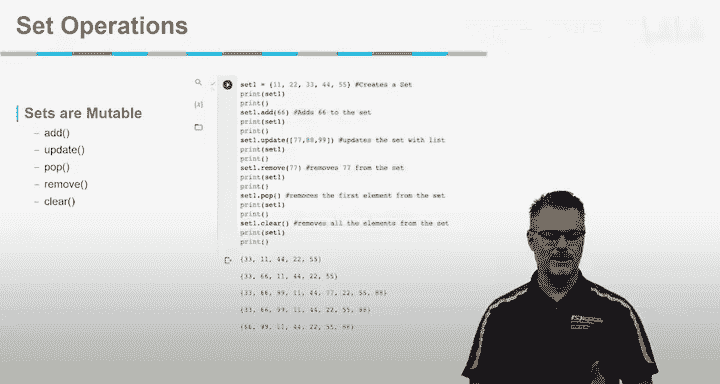 Set Operations
Sets are Mutable
– add()
– update()
– pop()
– remove()
– clear()
set1 = {11, 22, 33, 44, 55} #Creates a Set
print(set1)
print()
set1.add(66) #Adds 66 to the set
print(set1)
print()
set1.update([77,88,99]) #updates the set with list
print(set1)
print()
set1.remove(77) #removes 77 from the set
print(set1)
print()
set1.pop() #removes the first element from the set
print(set1)
print()
set1.clear() #removes all the elements from the set
print(set1)
print()
{33, 11, 44, 22, 55}
{33, 66, 11, 44, 22, 55}
{33, 66, 99, 11, 44, 77, 22, 55, 88}
{33, 66, 99, 11, 44, 22, 55, 88}
{66, 99, 11, 44, 22, 55, 88}